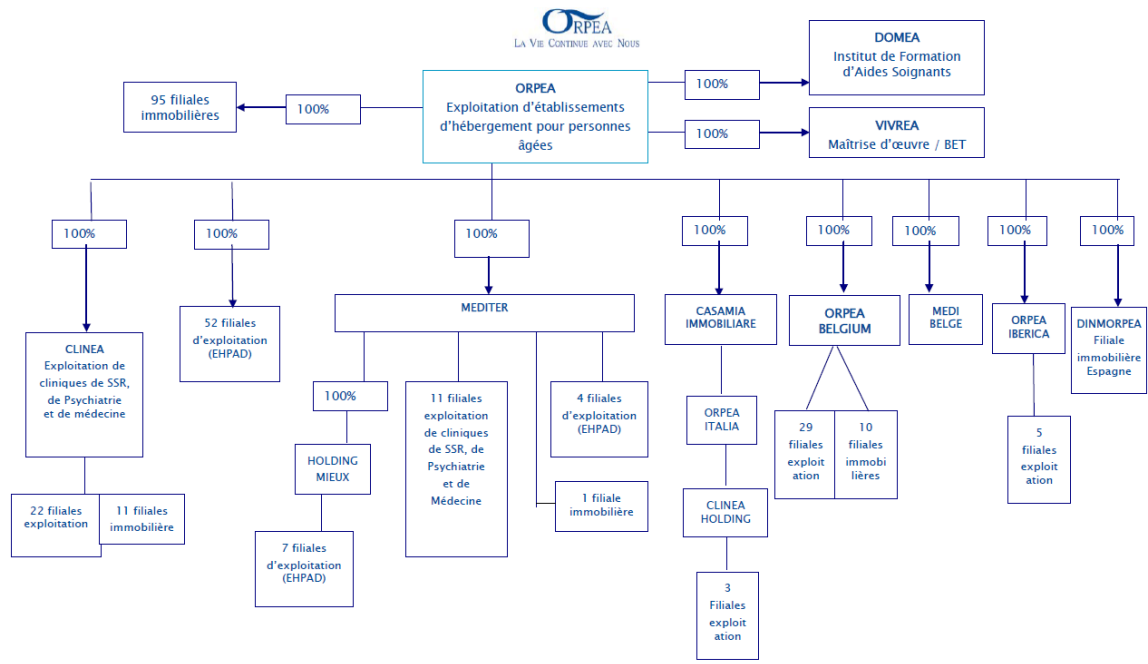 ORPEA
LA VIE CONTINUE AVEC NOUS
DOMEA
Institut de Formation
d'Aides Soignants
100%
ORPEA
Exploitation d'établissements
d'hébergement pour personnes
âgées
95 filiales
immobilières
100%
100%
VIVREA
Maîtrise d'œuvre / BET
100%
100%
100%
100%
100%
100%
100%
100%
CLINEA
Exploitation de
cliniques de SSR,
de Psychiatrie
et de médecine
52 filiales
d'exploitation
(EHPAD)
MEDITER
CASAMIA
IMMOBILIARE
ORPEA
BELGIUM
MEDI
BELGE
ORPEA
IBERICA
DINMORPEA
Filiale
immobilière
Espagne
100%
11 filiales
exploitation
de cliniques de
SSR, de
Psychiatrie
et de
Médecine
4 filiales
d'exploitation
(EHPAD)
ORPEA
ITALIA
29
filiales
exploit
ation
10
filiales
immobi
lières
5
filiales
exploit
ation
HOLDING
MIEUX
22 filiales
exploitation
11 filiales
immobilière
1 filiale
immobilière
CLINEA
HOLDING
7 filiales
d'exploitation
(EHPAD)
3
Filiales
exploit
ation